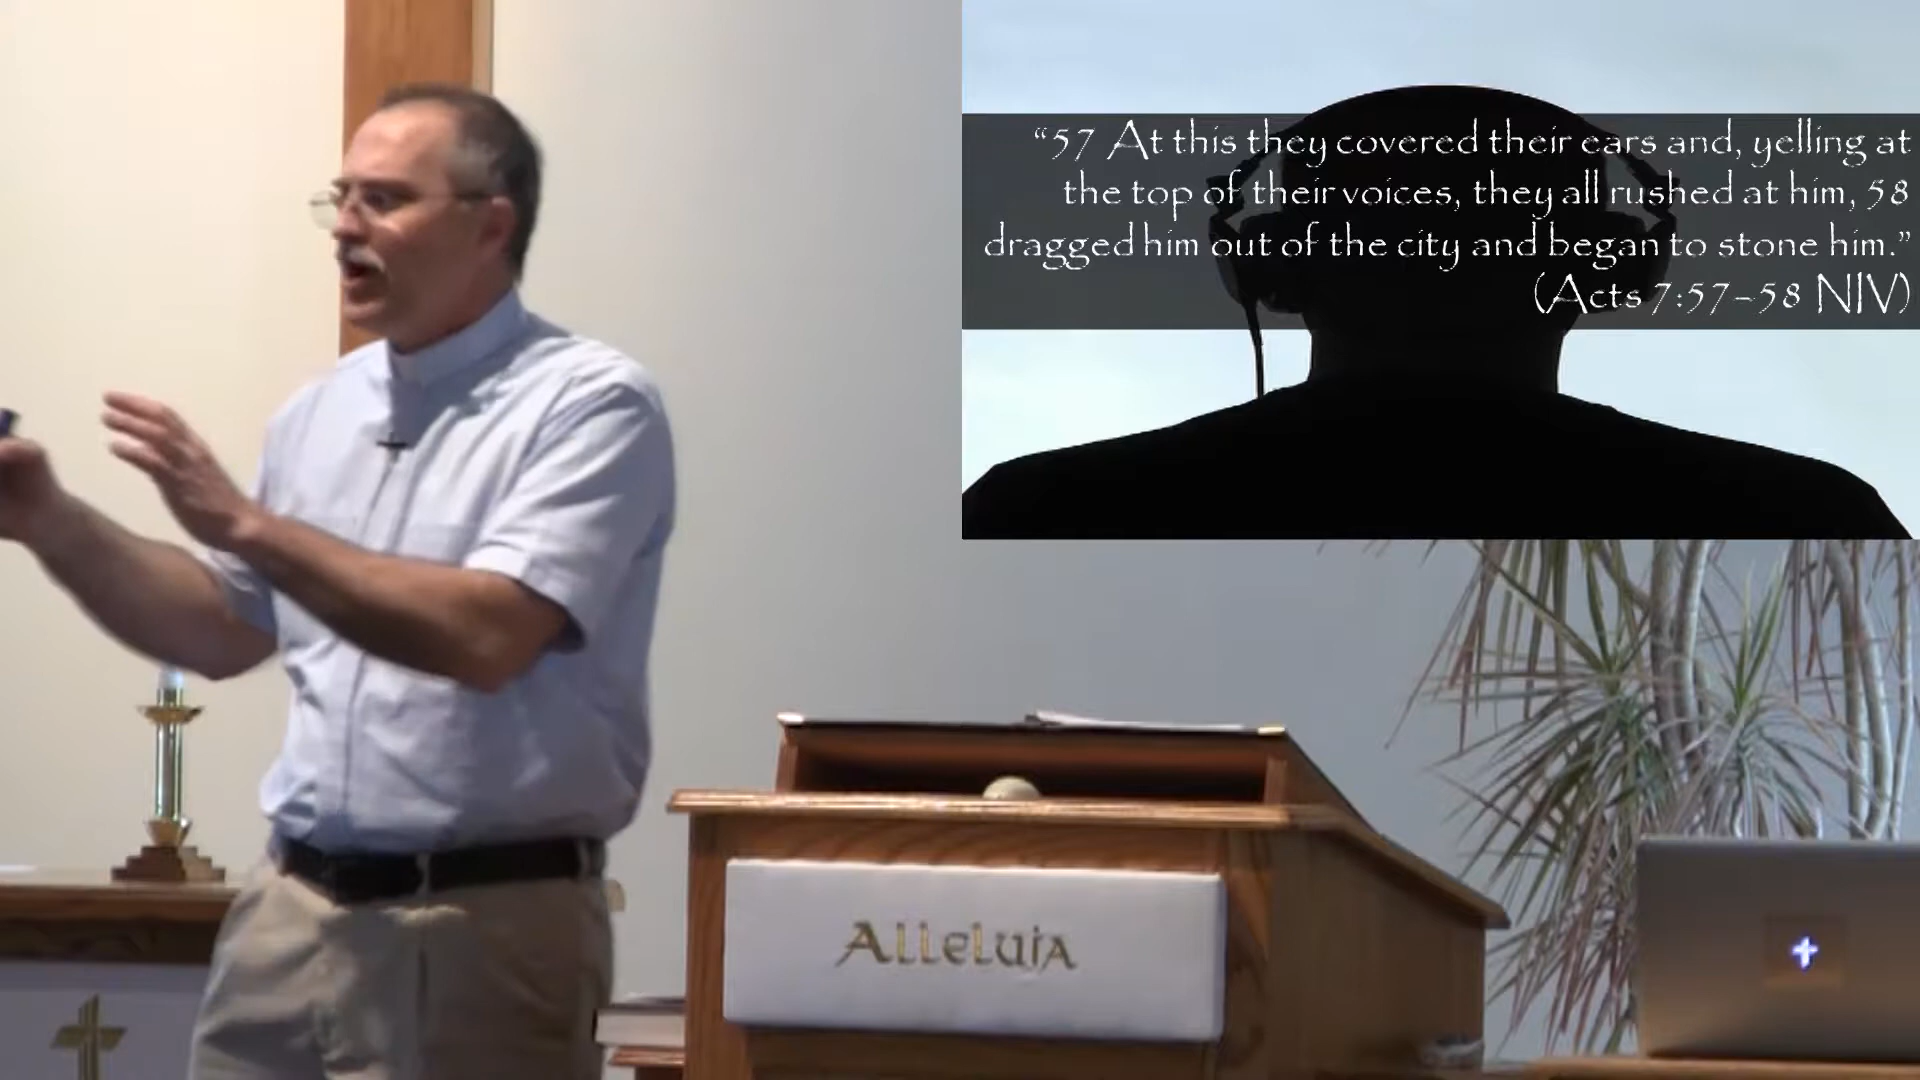 “57 At this they covered their ears and, yelling at
the top of their voices, they all rushed at him, 58
dragged him out of the city and began to stone him.”
(Acts 7:57–58 NIV)
Alleluia